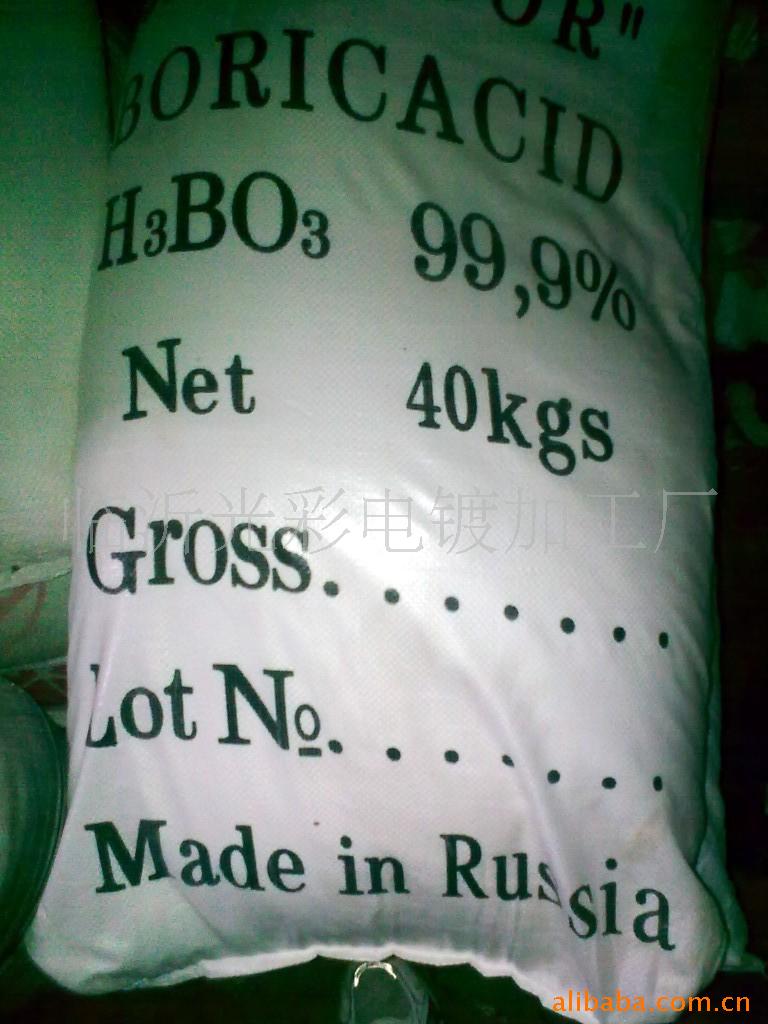 OR"
BORICACID
H₃BO₃ 99,9%
Net 40kgs
临沂光彩电镀加工厂
Gross.......
Lot №.......
Made in Russia
alibaba.com.cn